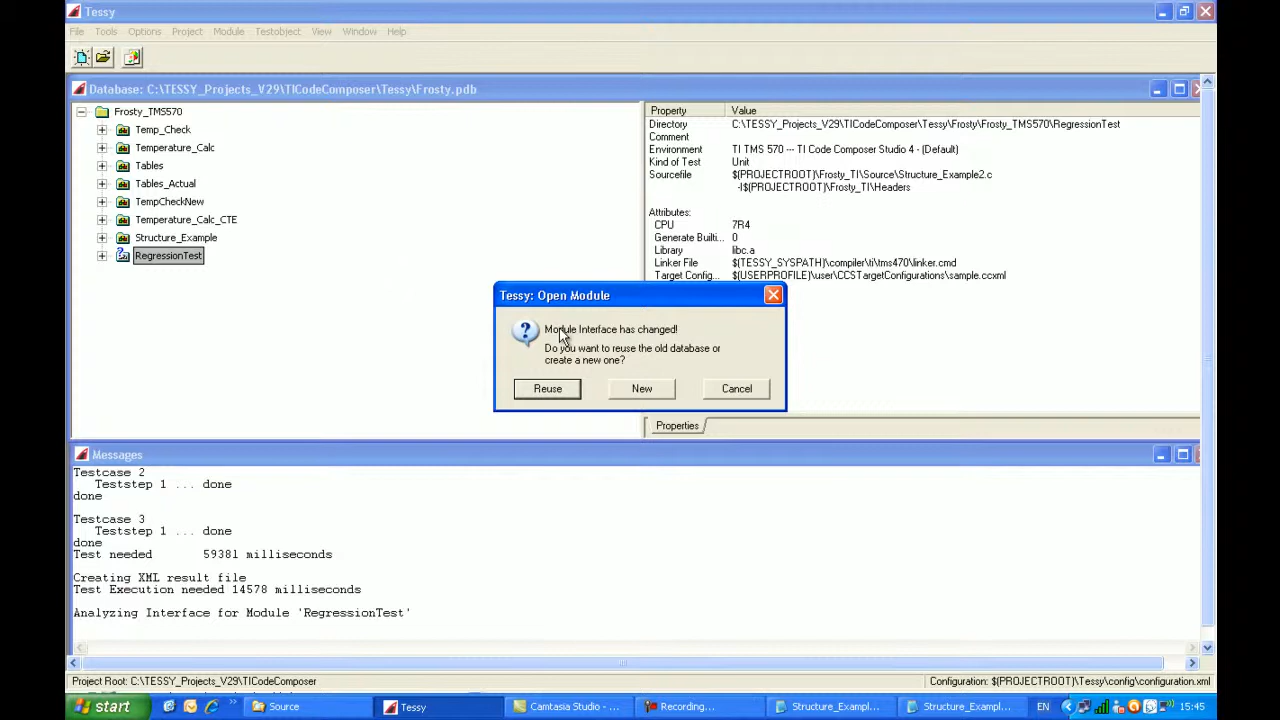 Tessy
File Tools Options Project Module Testobject View Window Help
Database: C:\TESSY_Projects_V29\TICodeComposer\Tessy\Frosty.pdb
Frosty_TMS570
Temp_Check
Temperature_Calc
Tables
Tables_Actual
TempCheckNew
Temperature_Calc_CTE
Structure_Example
RegressionTest
Property Value
Directory C:\TESSY_Projects_V29\TICodeComposer\Tessy\Frosty\Frosty_TMS570\RegressionTest
Comment
Environment TI TMS 570 --- TI Code Composer Studio 4 - (Default)
Kind of Test Unit
Sourcefile $(PROJECTROOT)\Frosty_TI\Source\Structure_Example2.c
-I$(PROJECTROOT)\Frosty_TI\Headers
Attributes:
CPU 7R4
Generate Builti... 0
Library libc.a
Linker File $(TESSY_SYSPATH)\compiler\ti\tms470\linker.cmd
Target Config... $(USERPROFILE)\user\CCSTargetConfigurations\sample.ccxml
Tessy: Open Module
Module Interface has changed!
Do you want to reuse the old database or
create a new one?
Reuse New Cancel
Properties
Messages
Testcase 2
Teststep 1 ... done
done
Testcase 3
Teststep 1 ... done
done
Test needed 59381 milliseconds
Creating XML result file
Test Execution needed 14578 milliseconds
Analyzing Interface for Module 'RegressionTest'
Project Root: C:\TESSY_Projects_V29\TICodeComposer Configuration: $(PROJECTROOT)\Tessy\config\configuration.xml
start Source Tessy Camtasia Studio - ... Recording... Structure_Exampl... Structure_Exampl... EN 15:45